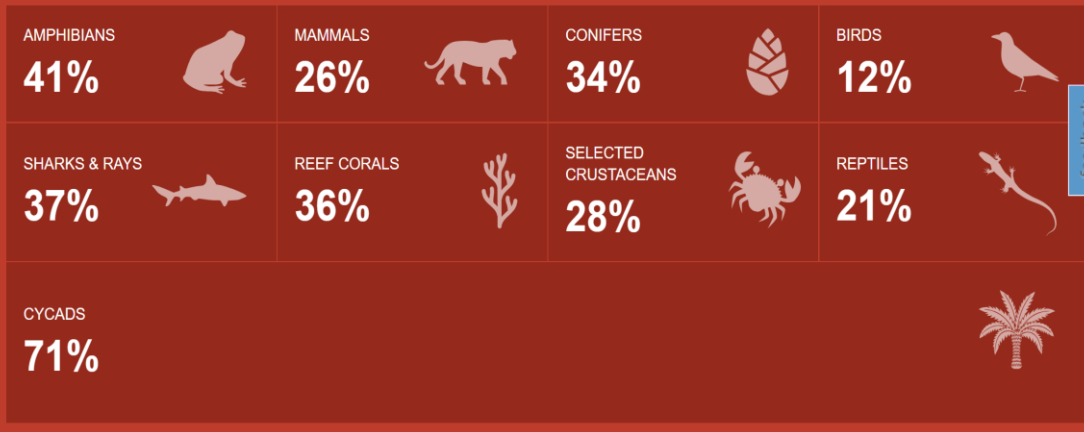 AMPHIBIANS
41%
MAMMALS
26%
CONIFERS
34%
BIRDS
12%
SHARKS & RAYS
37%
REEF CORALS
36%
SELECTED
CRUSTACEANS
28%
REPTILES
21%
CYCADS
71%